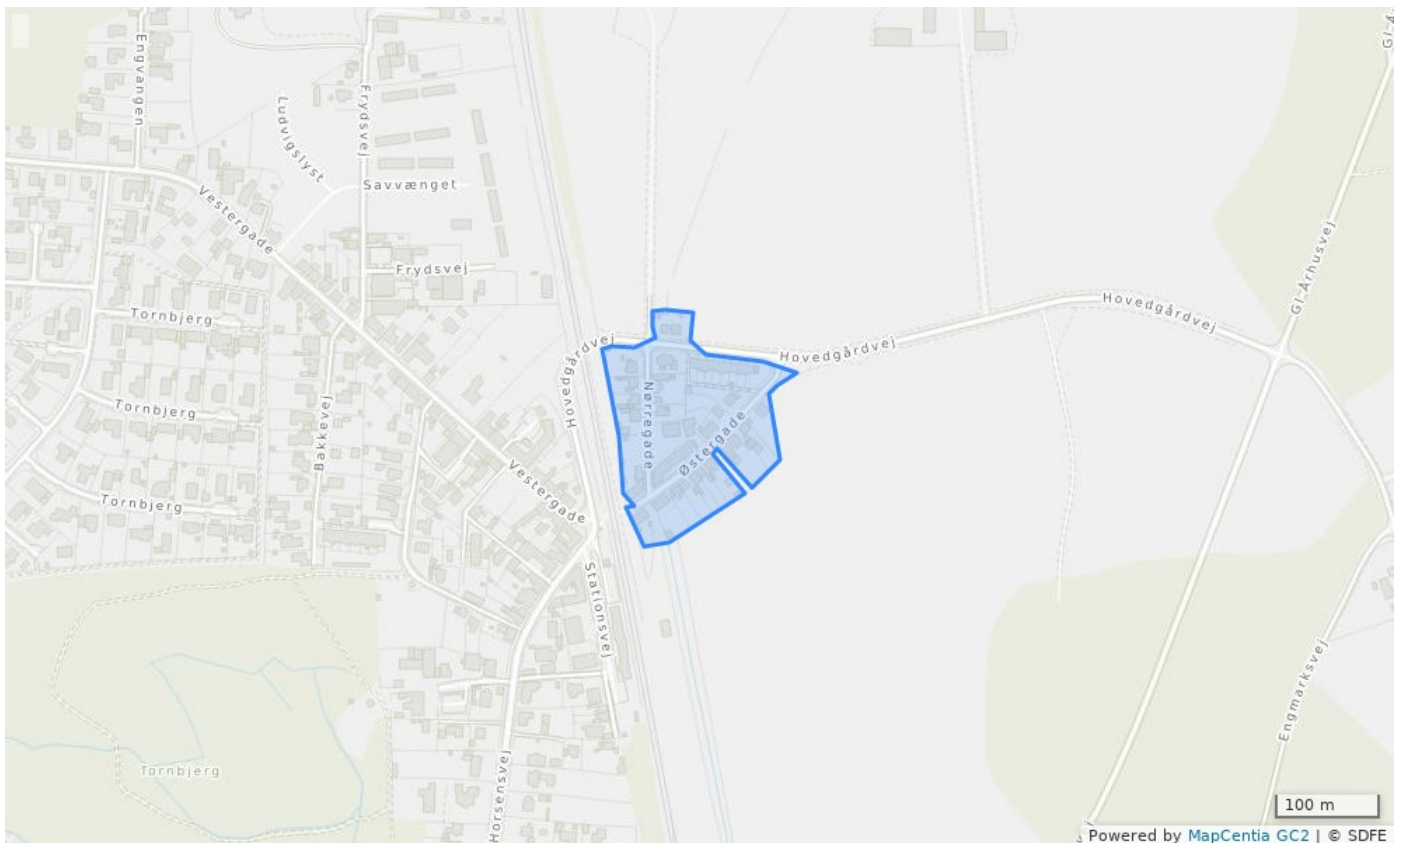 Engvangen
Frydsvej
Ludvigslyst
Savvænget
Vestergade
Frydsvej
Tornbjerg
Hovedgårdvej
Hovedgårdvej
Hovedgårdvej
Gl Århusvej
Gl Å
Nørregade
Østergade
Tornbjerg
Bakkevej
Vestergade
Tornbjerg
Stationsvej
Engmarksvej
Tornbjerg
Horsensvej
100 m
Powered by MapCentia GC2 | © SDFE